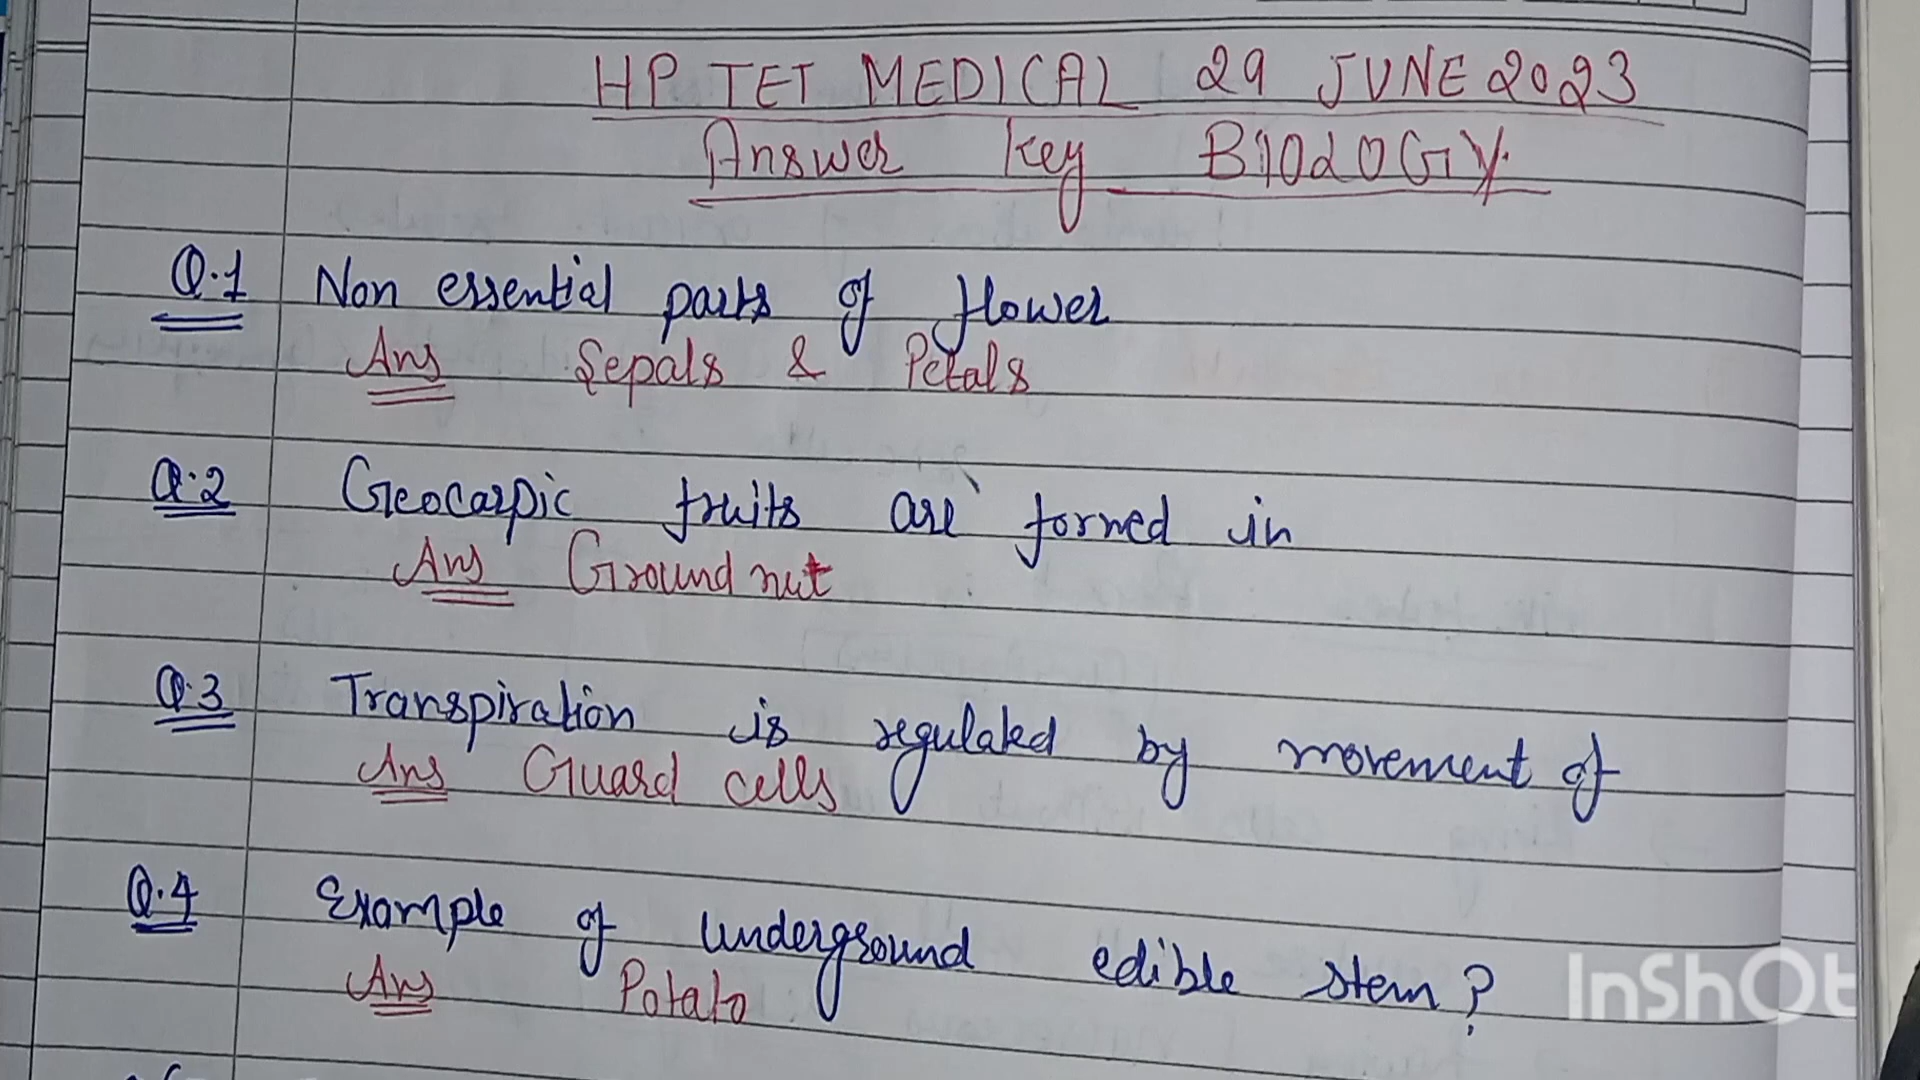 HP TET MEDICAL 29 JUNE 2023
Answer key BIOLOGY.
Q.1 Non essential parts of flower
Ans Sepals & Petals
Q.2 Geocarpic fruits are formed in
Ans Ground nut
Q.3 Transpiration is regulated by movement of
Ans Guard cells
Q.4 Example of underground edible stem?
Ans Potato
InShOt